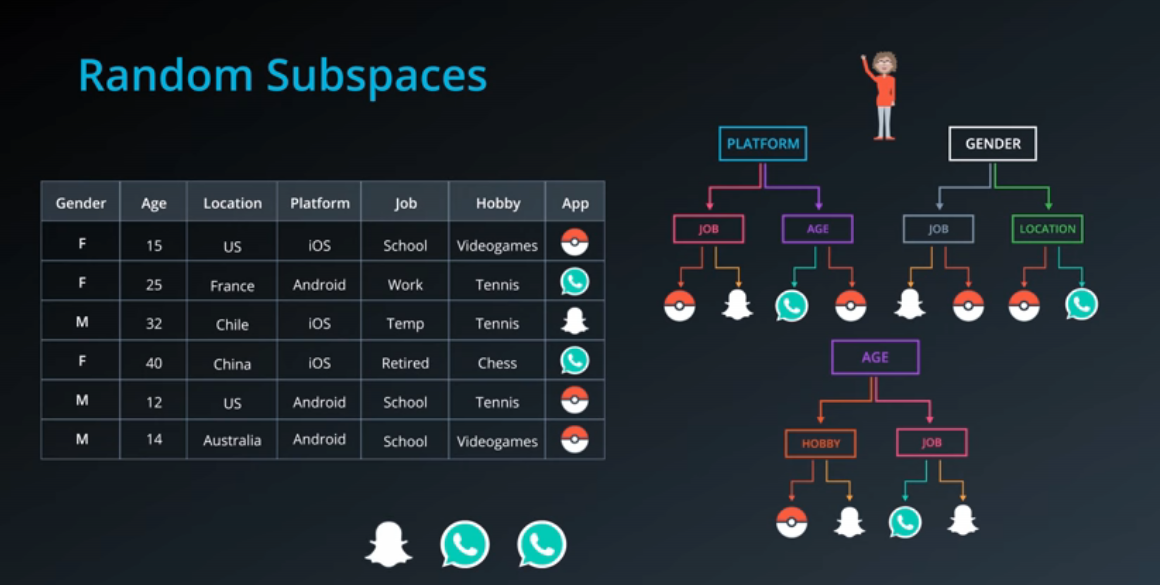 Random Subspaces
PLATFORM
GENDER
JOB
AGE
JOB
LOCATION
Gender Age Location Platform Job Hobby App
F 15 US iOS School Videogames
F 25 France Android Work Tennis
M 32 Chile iOS Temp Tennis
F 40 China iOS Retired Chess
M 12 US Android School Tennis
M 14 Australia Android School Videogames
AGE
HOBBY
JOB